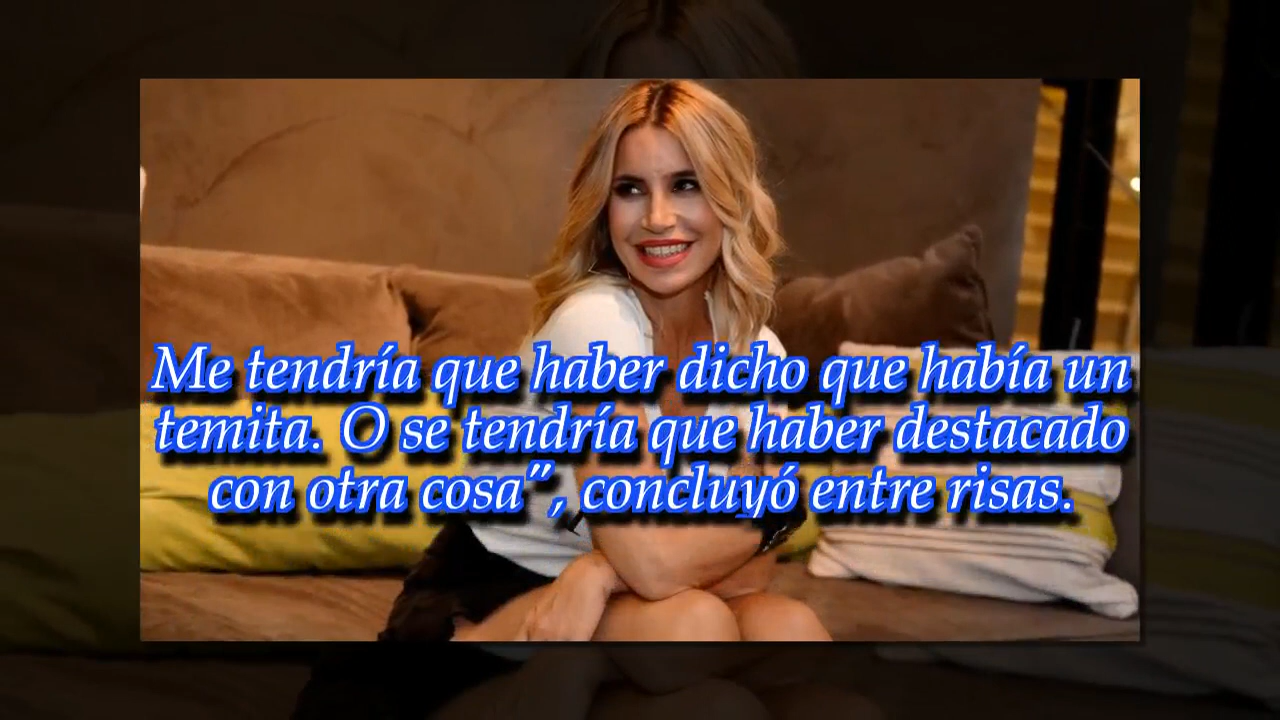 Me tendría que haber dicho que había un
temita. O se tendría que haber destacado
con otra cosa”, concluyó entre risas.